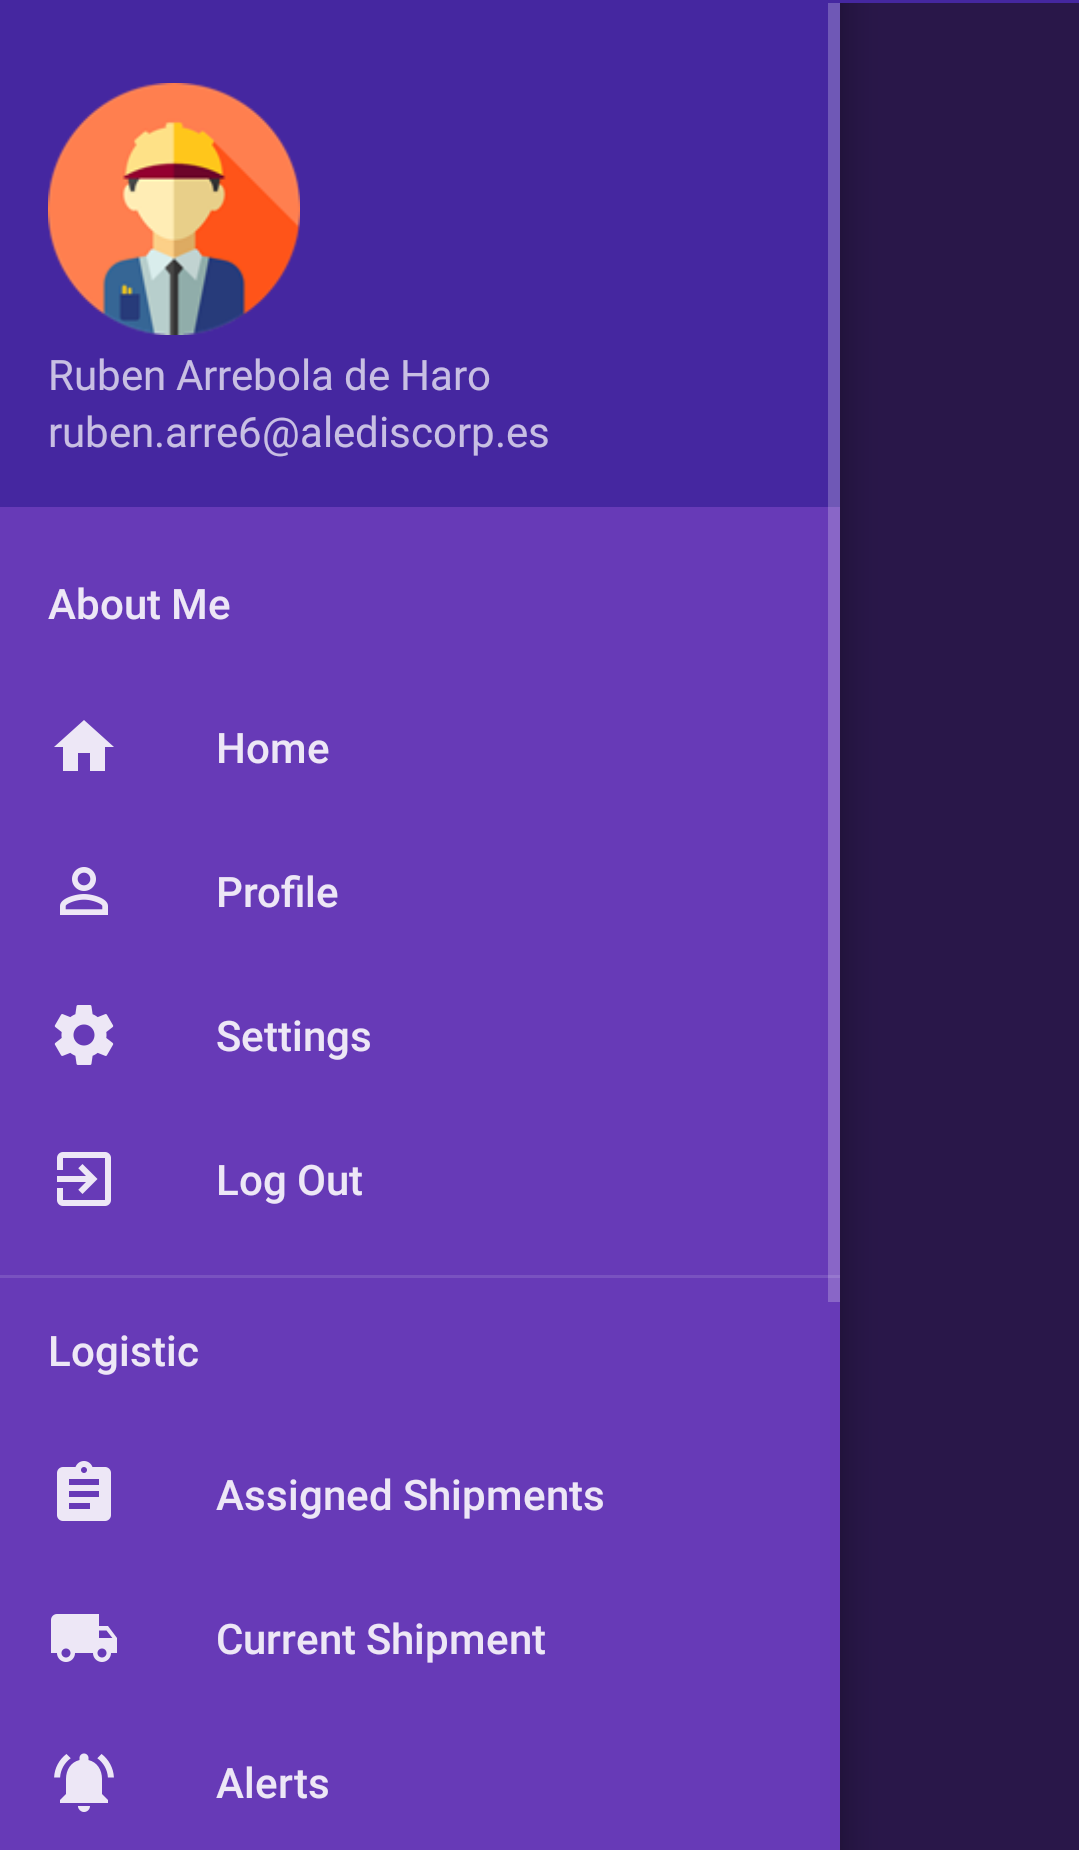 Ruben Arrebola de Haro
ruben.arre6@alediscorp.es
About Me
Home
Profile
Settings
Log Out
Logistic
Assigned Shipments
Current Shipment
Alerts